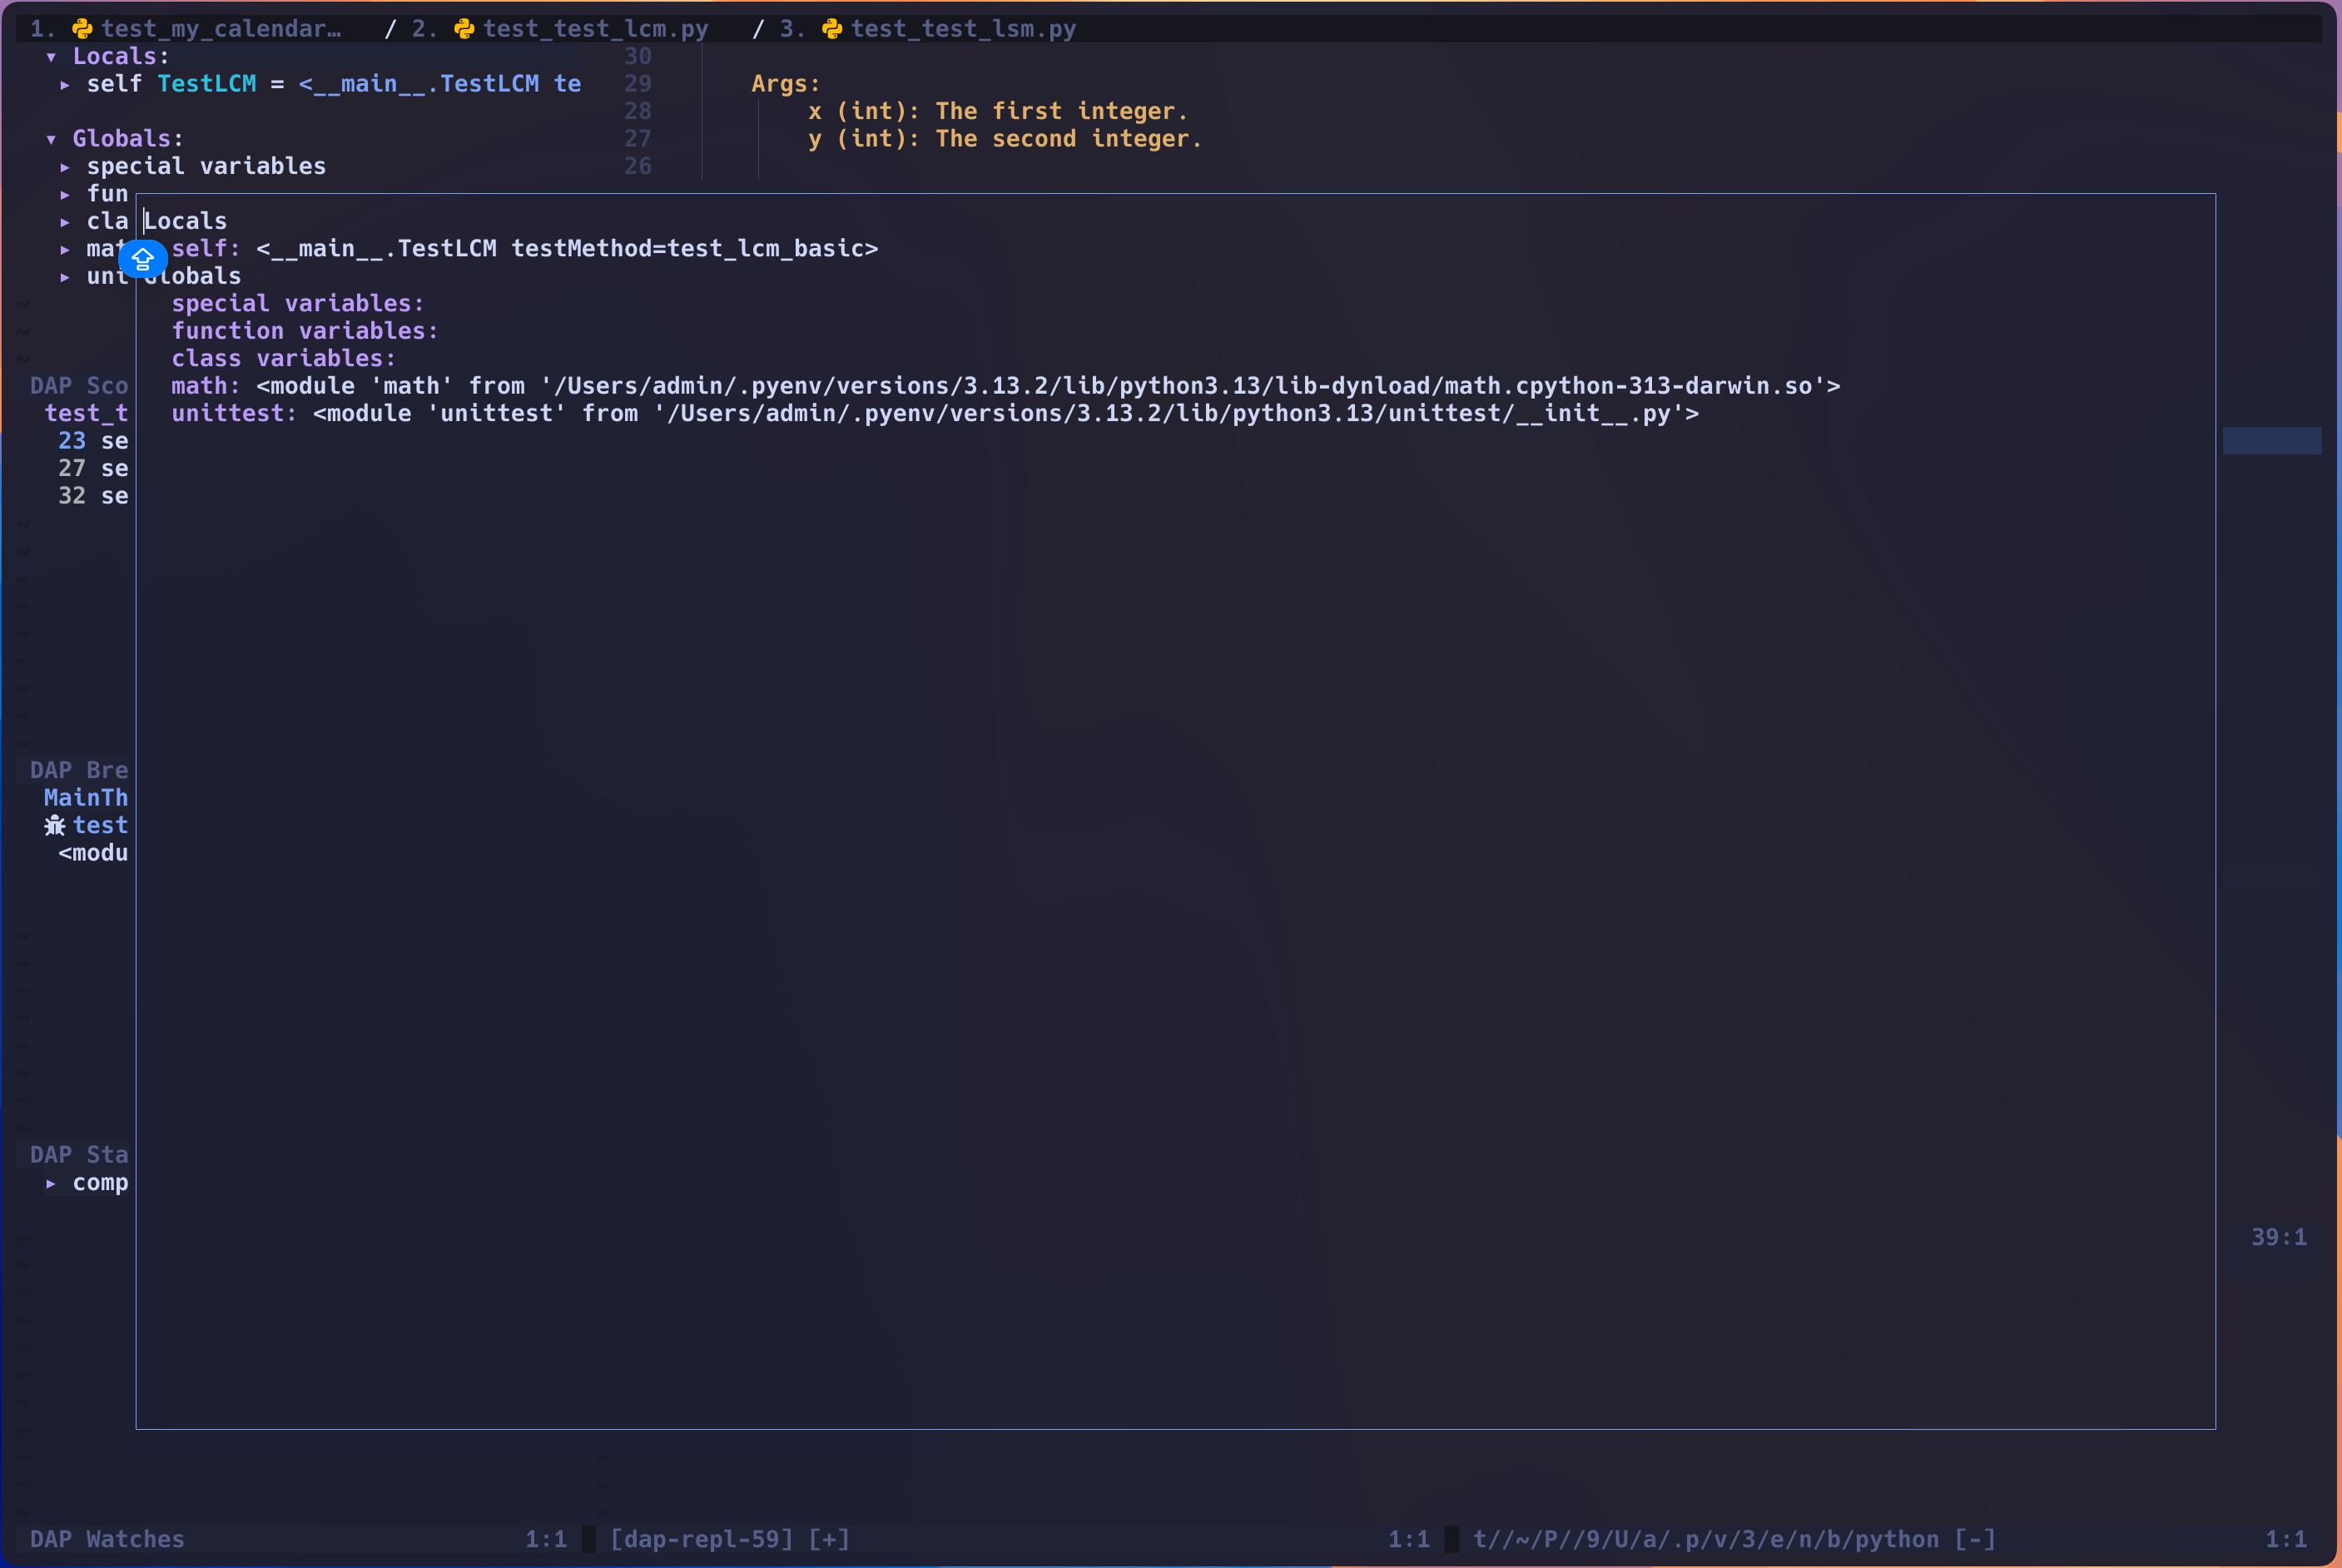 1. test_my_calendar… / 2. test_test_lcm.py / 3. test_test_lsm.py
▾ Locals:
▸ self TestLCM = <__main__.TestLCM te
▾ Globals:
▸ special variables
▸ fun
▸ cla
▸ mat
▸ uni
DAP Sco
test_t
23 se
27 se
32 se
DAP Bre
MainTh
test
<modu
DAP Sta
▸ comp
30
29 Args:
28 x (int): The first integer.
27 y (int): The second integer.
26
Locals
self: <__main__.TestLCM testMethod=test_lcm_basic>
Globals
special variables:
function variables:
class variables:
math: <module 'math' from '/Users/admin/.pyenv/versions/3.13.2/lib/python3.13/lib-dynload/math.cpython-313-darwin.so'>
unittest: <module 'unittest' from '/Users/admin/.pyenv/versions/3.13.2/lib/python3.13/unittest/__init__.py'>
39:1
DAP Watches 1:1 [dap-repl-59] [+] 1:1 t//~/P//9/U/a/.p/v/3/e/n/b/python [-] 1:1